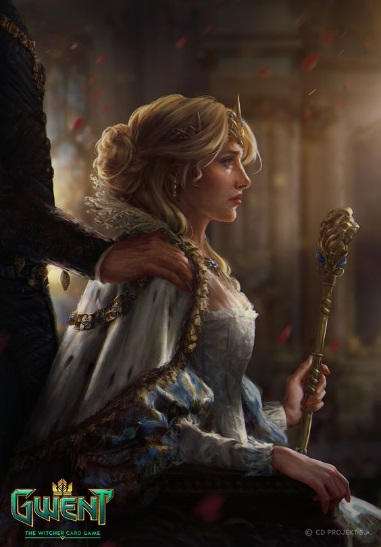 GWENT
THE WITCHER CARD GAME
© CD PROJEKT S.A.